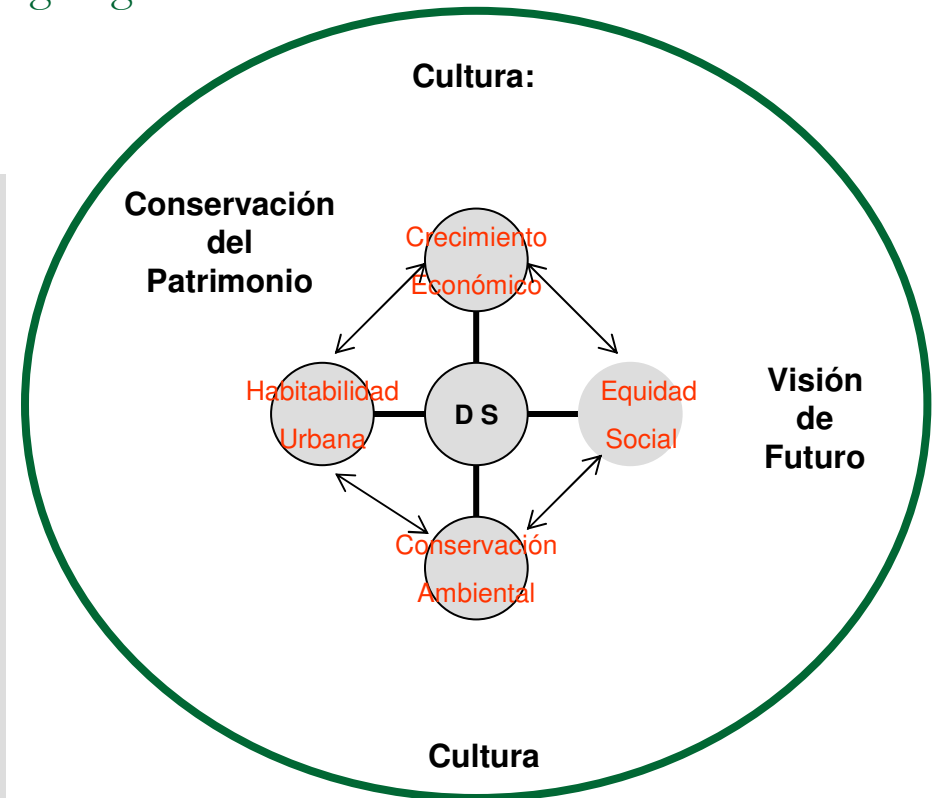 Cultura:
Conservación
del
Patrimonio
Crecimiento
Económico
Habitabilidad
Urbana
D S
Equidad
Social
Visión
de
Futuro
Conservación
Ambiental
Cultura